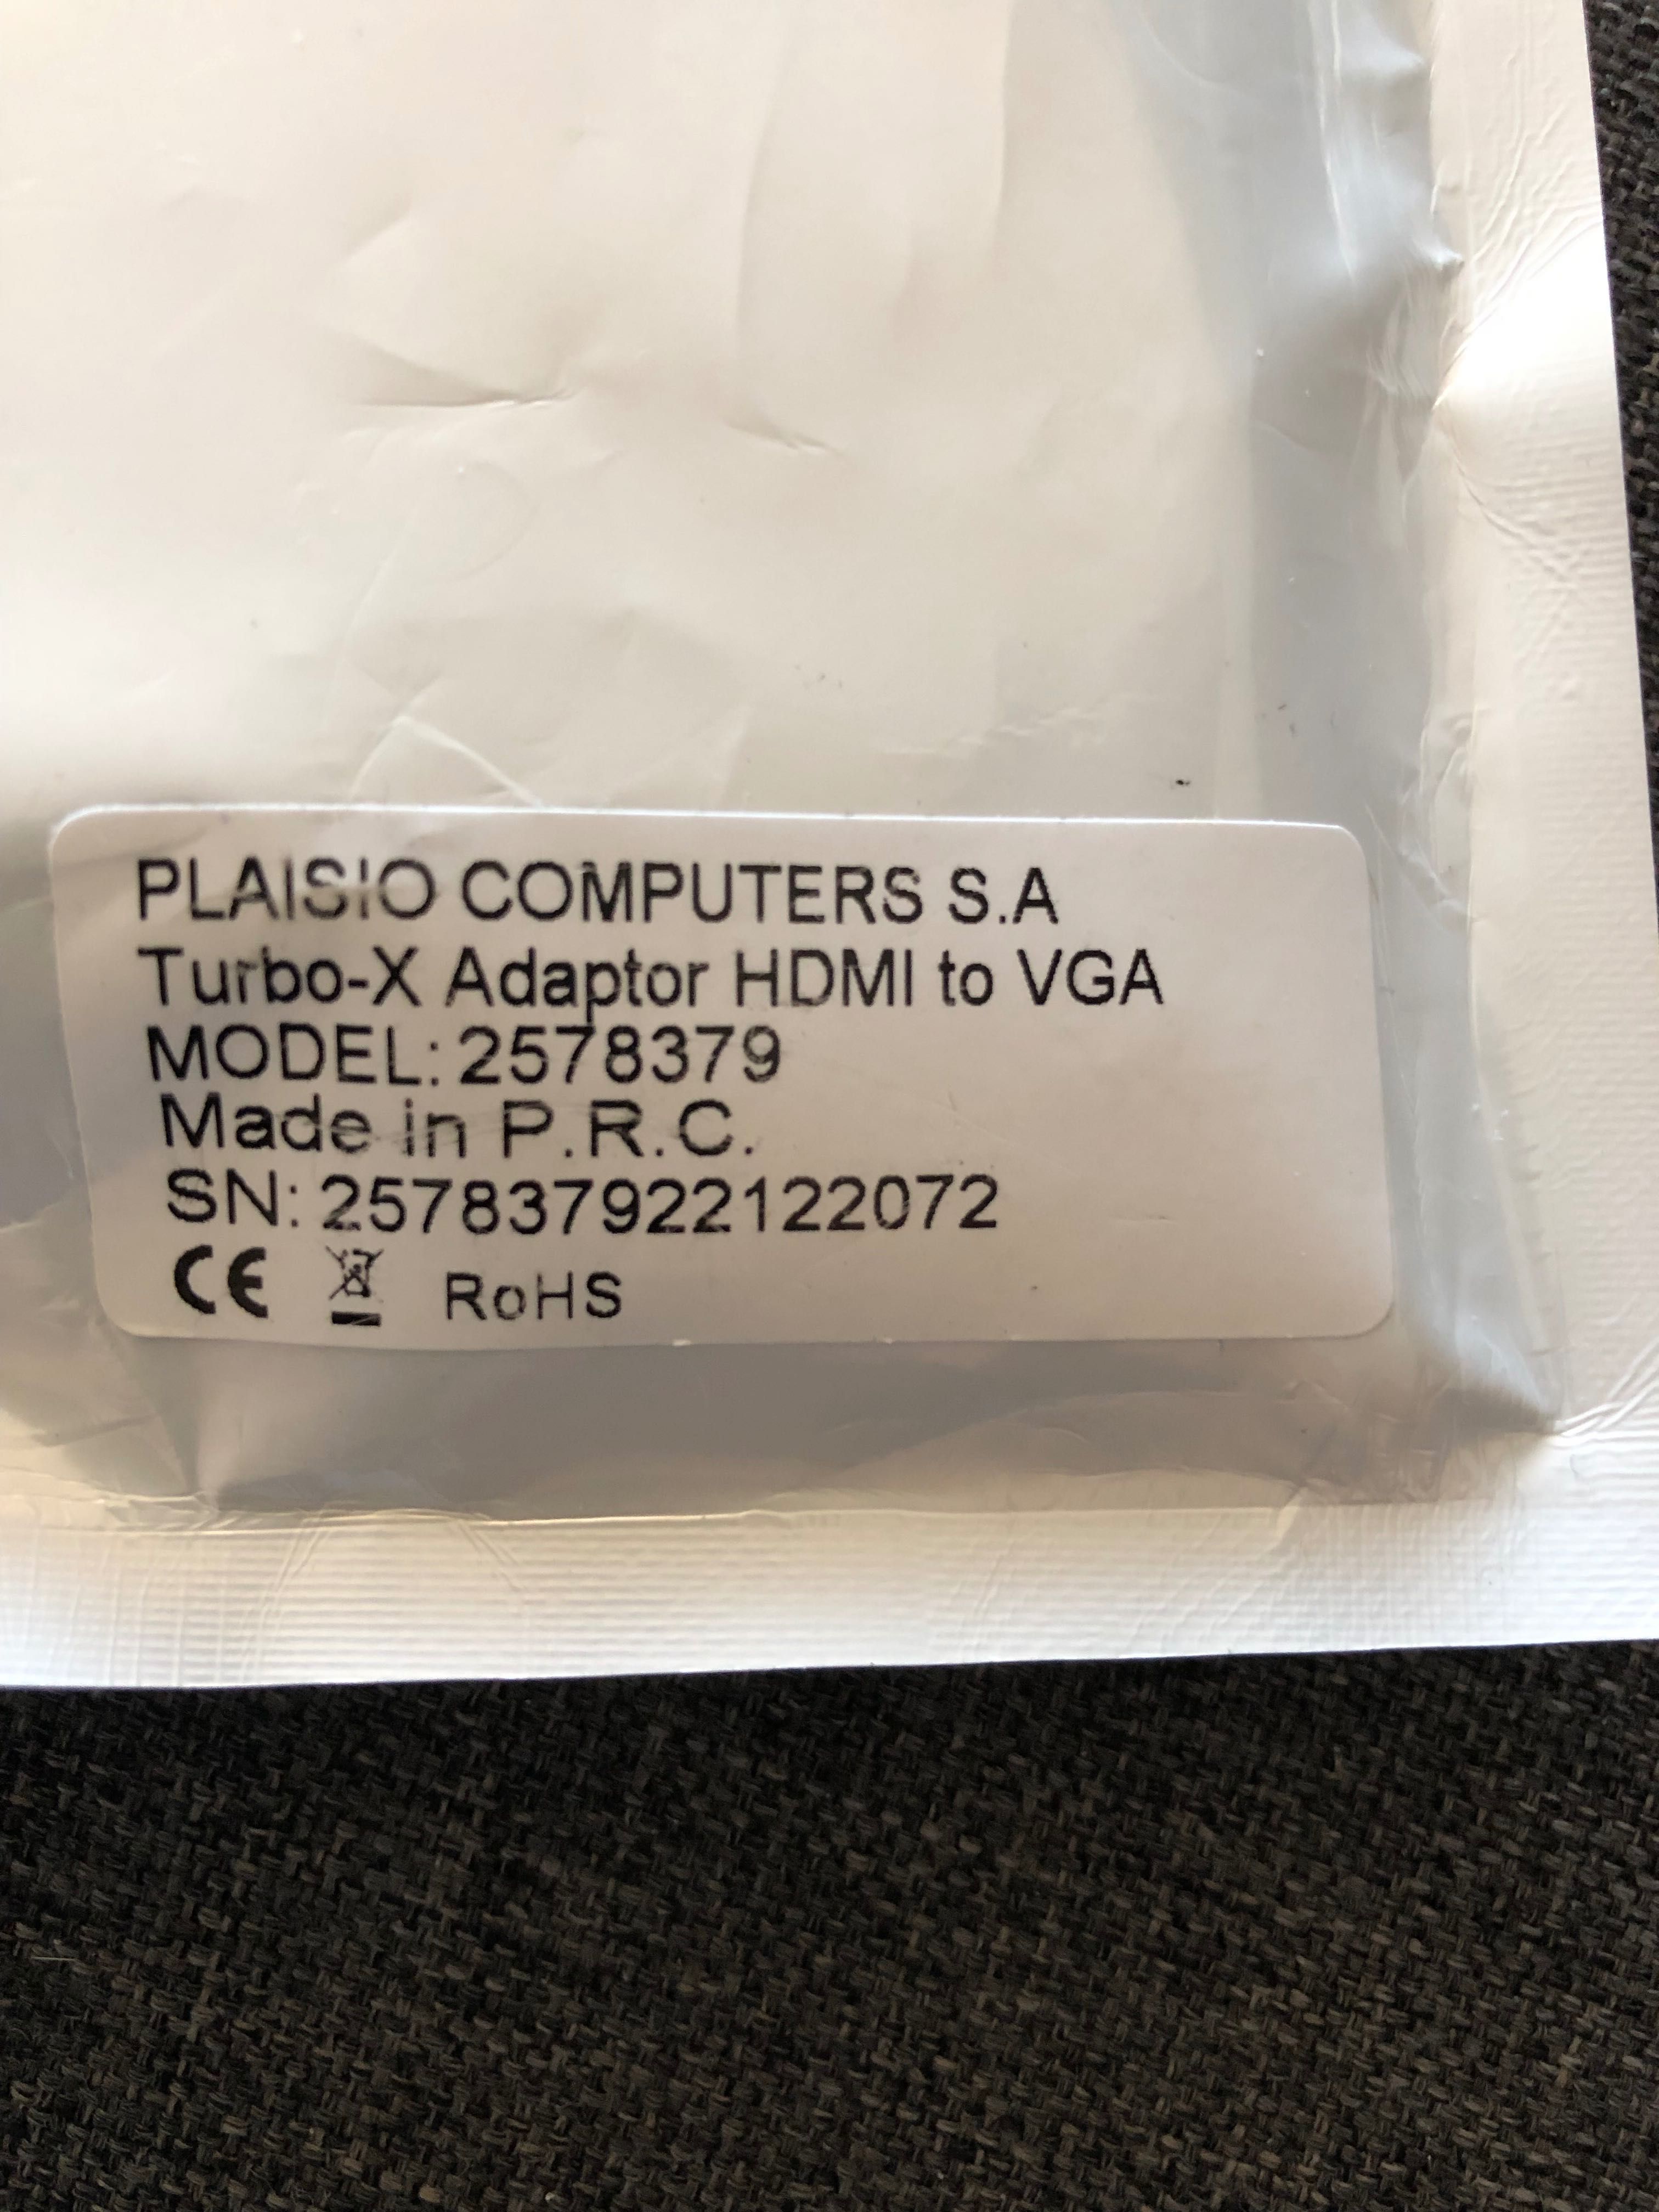 PLAISIO COMPUTERS S.A
Turbo-X Adaptor HDMI to VGA
MODEL: 2578379
Made in P.R.C.
SN: 257837922122072
CE RoHS